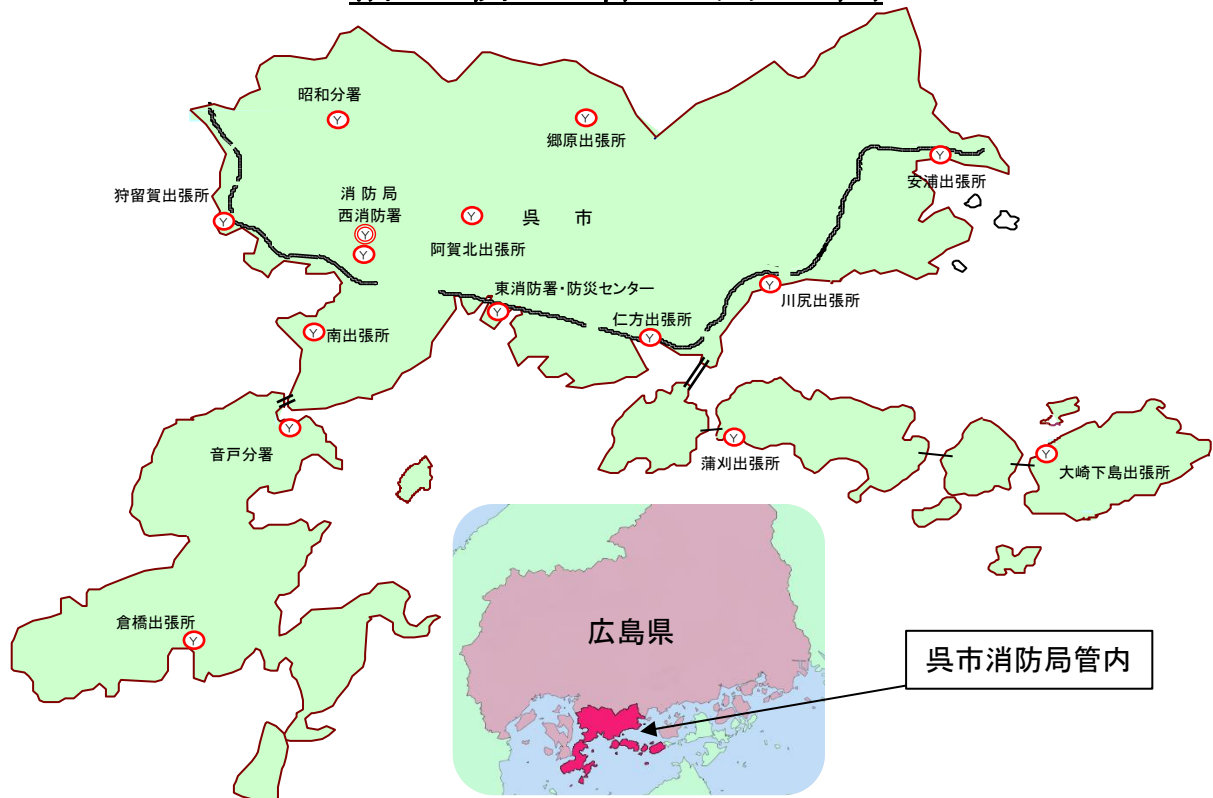 昭和分署
郷原出張所
安浦出張所
狩留賀出張所
消防局
西消防署
阿賀北出張所
呉市
東消防署・防災センター
川尻出張所
仁方出張所
南出張所
音戸分署
蒲刈出張所
大崎下島出張所
倉橋出張所
広島県
呉市消防局管内